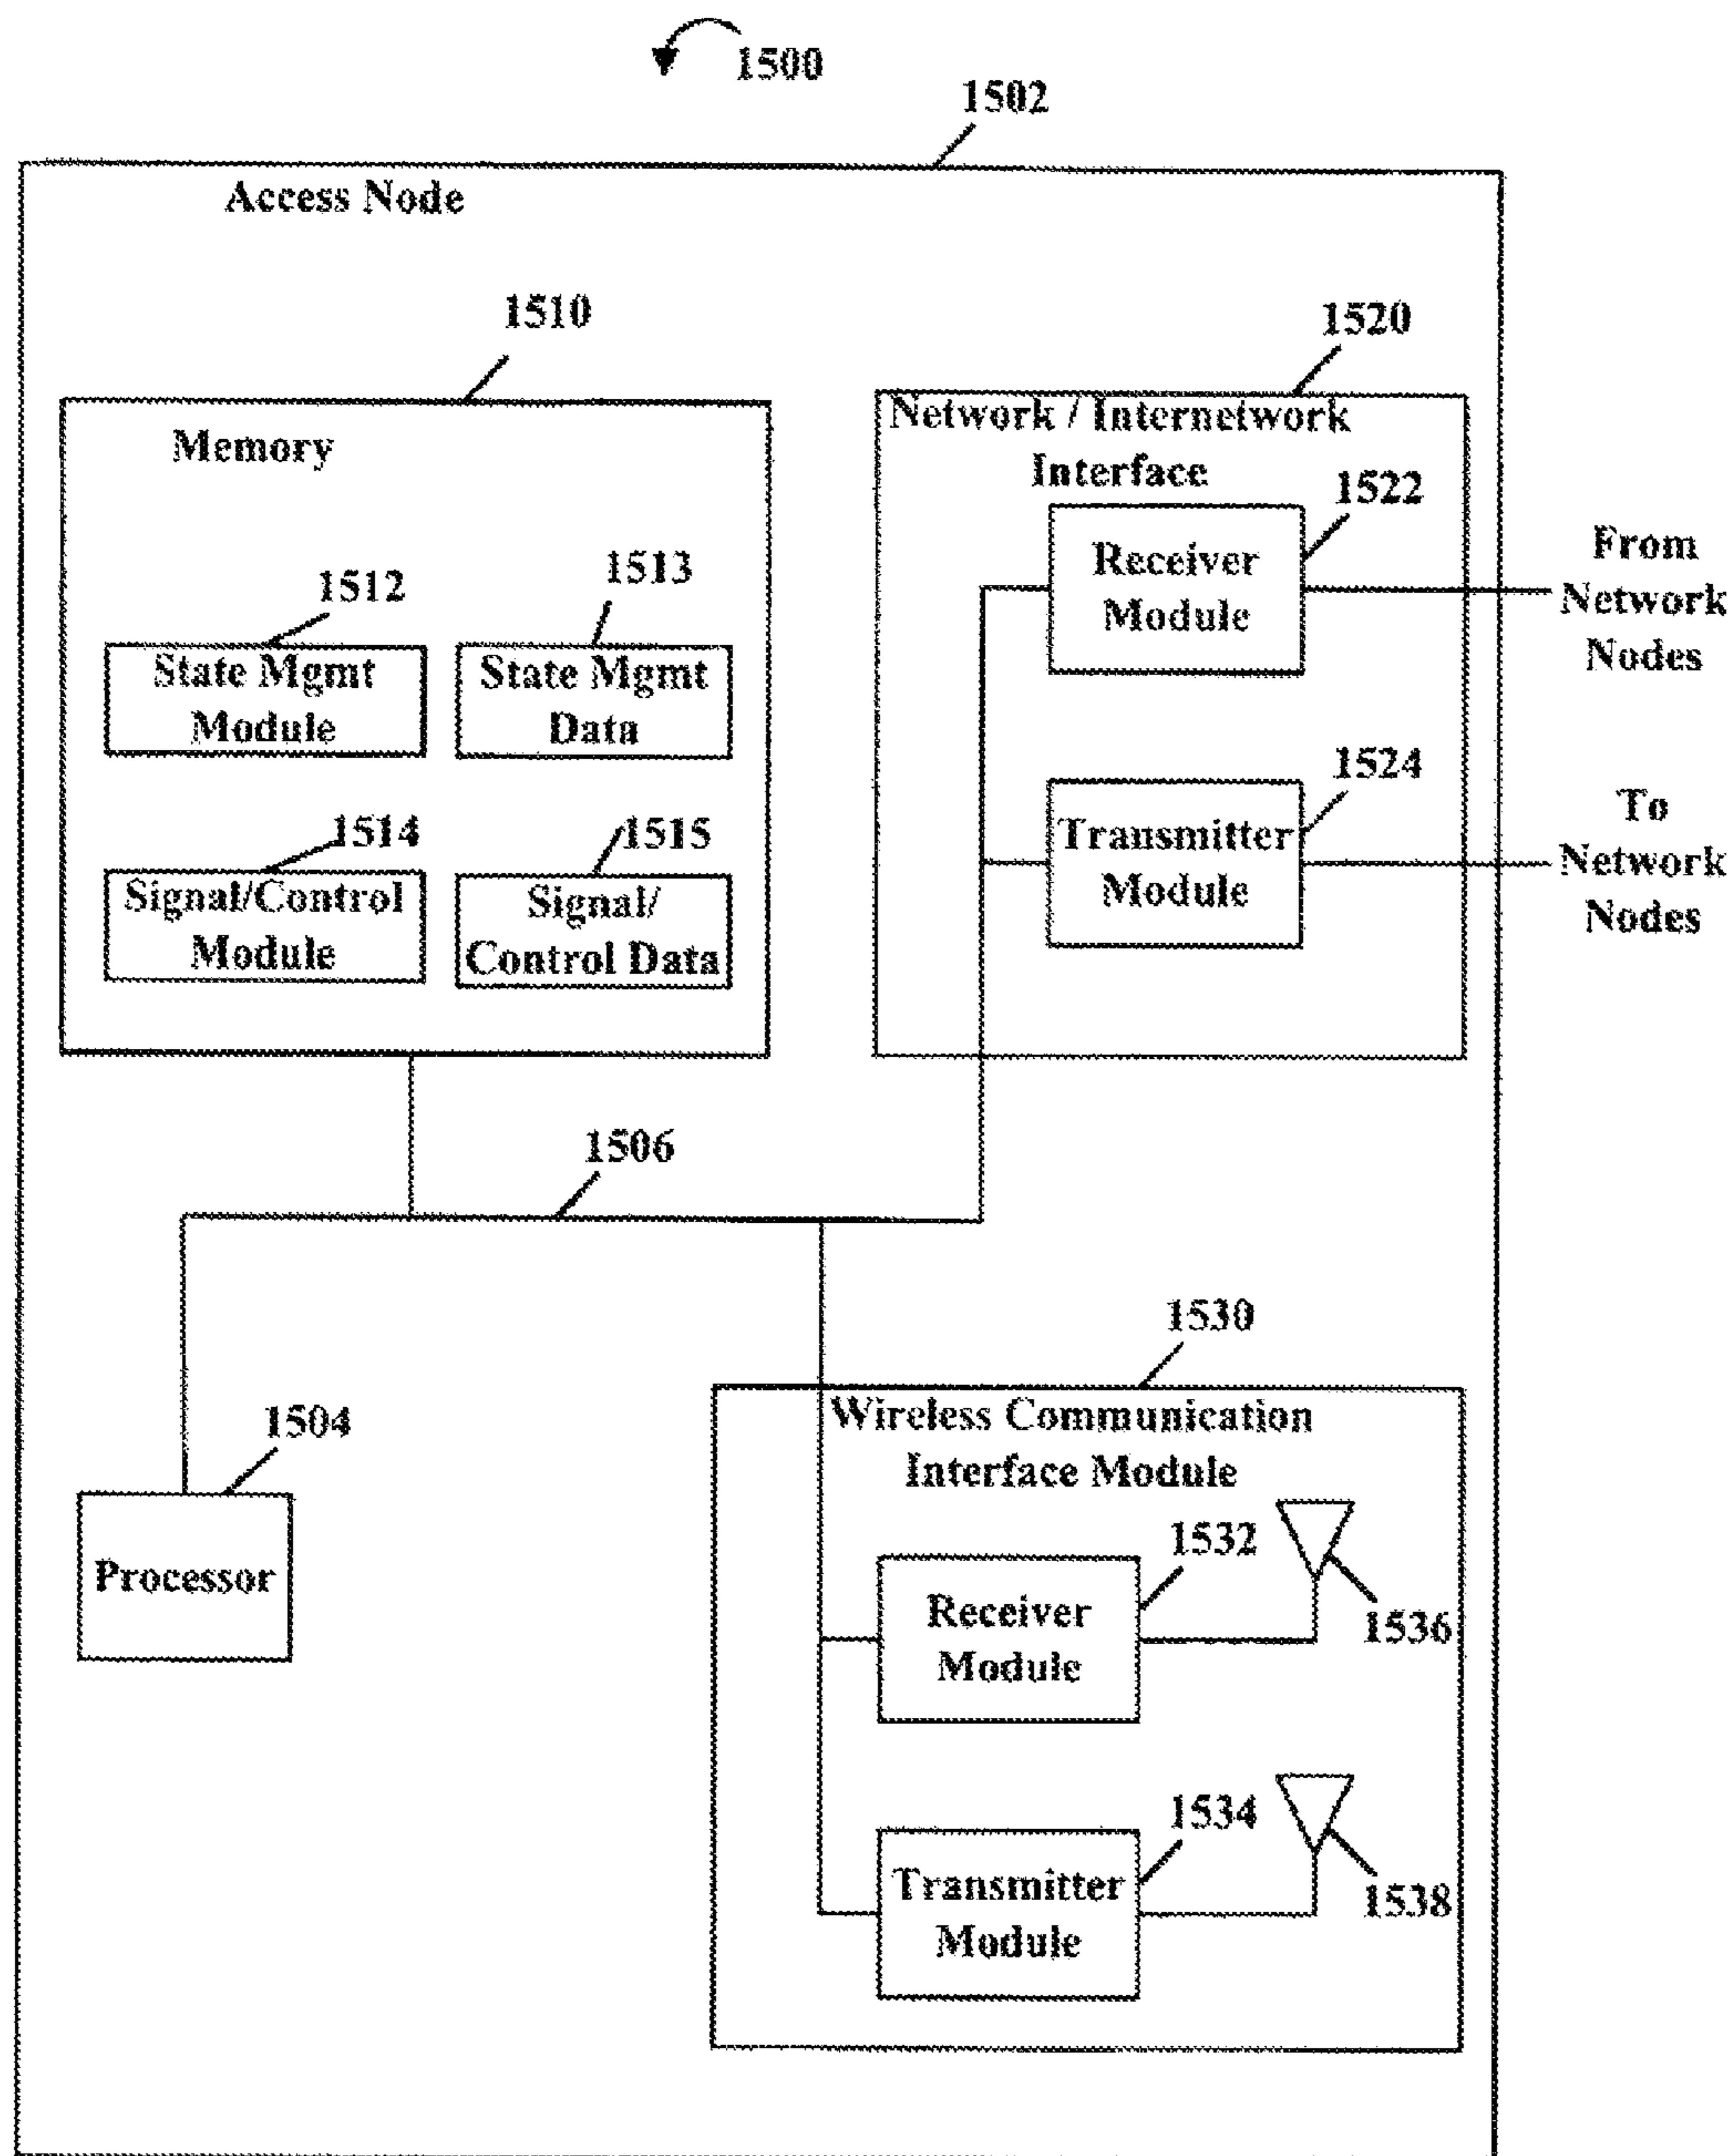 1500
1502
Access Node
1510
Memory
1512
State Mgmt
Module
1513
State Mgmt
Data
1514
Signal/Control
Module
1515
Signal/
Control Data
1520
Network / Internetwork
Interface
1522
Receiver
Module
From
Network
Nodes
1524
Transmitter
Module
To
Network
Nodes
1506
1504
Processor
1530
Wireless Communication
Interface Module
1532
Receiver
Module
1536
1534
Transmitter
Module
1538